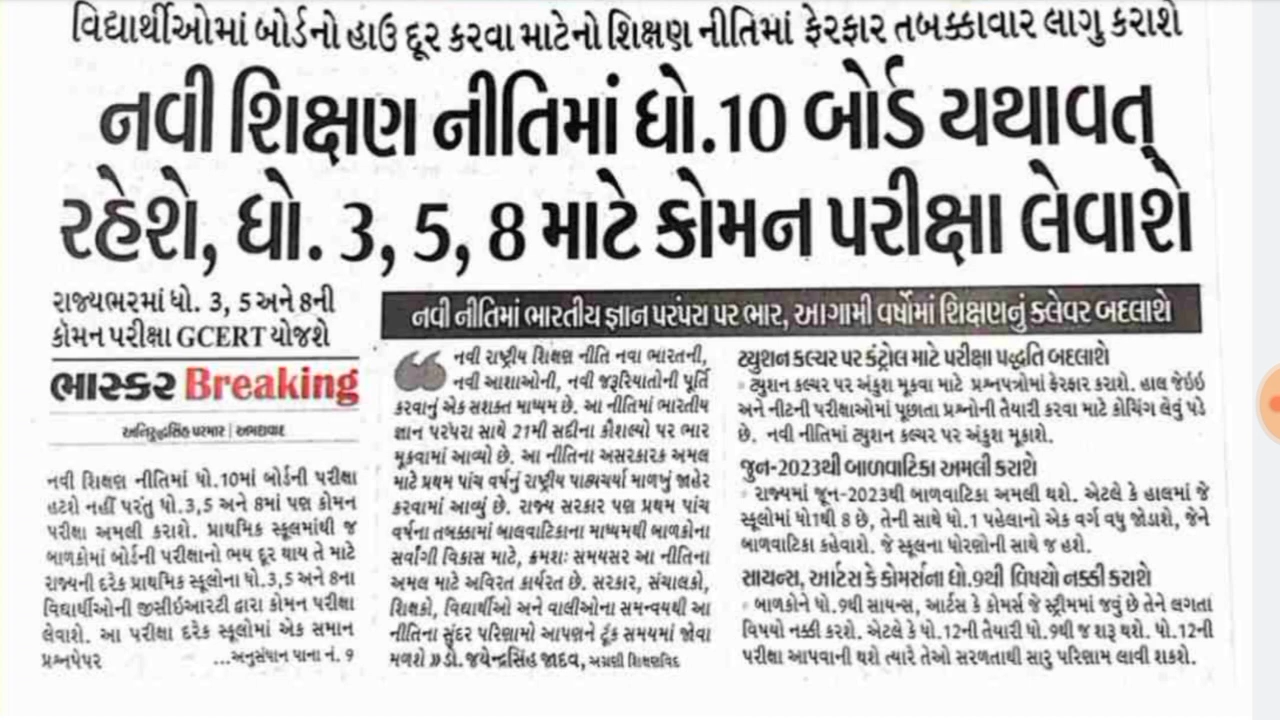 વિદ્યાર્થીઓમાં બોર્ડનો હાઉ દૂર કરવા માટેનો શિક્ષણ નીતિમાં ફેરફાર તબક્કાવાર લાગુ કરાશે
નવી શિક્ષણ નીતિમાં ધો.10 બોર્ડ યથાવત્
રહેશે, ધો. 3, 5, 8 માટે કોમન પરીક્ષા લેવાશે
રાજ્યભરમાં ધો. 3, 5 અને 8ની
કોમન પરીક્ષા GCERT યોજશે
ભાસ્કર Breaking
અનિરુદ્ધસિંહ પરમાર | અમદાવાદ
નવી શિક્ષણ નીતિમાં ધો.10માં બોર્ડની પરીક્ષા
હટશે નહીં પરંતુ ધો.3,5 અને 8માં પણ કોમન
પરીક્ષા અમલી કરાશે. પ્રાથમિક સ્કૂલમાંથી જ
બાળકોમાં બોર્ડની પરીક્ષાનો ભય દૂર થાય તે માટે
રાજ્યની દરેક પ્રાથમિક સ્કૂલોના ધો.3,5 અને 8ના
વિદ્યાર્થીઓની જીસીઇઆરટી દ્વારા કોમન પરીક્ષા
લેવાશે. આ પરીક્ષા દરેક સ્કૂલોમાં એક સમાન
પ્રશ્નપેપર ...અનુસંધાન પાના નં. 9
નવી નીતિમાં ભારતીય જ્ઞાન પરંપરા પર ભાર, આગામી વર્ષોમાં શિક્ષણનું ક્લેવર બદલાશે
નવી રાષ્ટ્રીય શિક્ષણ નીતિ નવા ભારતની,
નવી આશાઓની, નવી જરૂરિયાતોની પૂર્તિ
કરવાનું એક સશક્ત માધ્યમ છે. આ નીતિમાં ભારતીય
જ્ઞાન પરંપરા સાથે 21મી સદીના કૌશલ્યો પર ભાર
મૂકવામાં આવ્યો છે. આ નીતિના અસરકારક અમલ
માટે પ્રથમ પાંચ વર્ષનું રાષ્ટ્રીય પાઠ્યચર્યા માળખું જાહેર
કરવામાં આવ્યું છે. રાજ્ય સરકાર પણ પ્રથમ પાંચ
વર્ષના તબક્કામાં બાલવાટિકાના માધ્યમથી બાળકોના
સર્વાંગી વિકાસ માટે, ક્રમશઃ સમયસર આ નીતિના
અમલ માટે અવિરત કાર્યરત છે. સરકાર, સંચાલકો,
શિક્ષકો, વિદ્યાર્થીઓ અને વાલીઓના સમન્વયથી આ
નીતિના સુંદર પરિણામો આપણને ટૂંક સમયમાં જોવા
મળશે »ડૉ. જયેન્દ્રસિંહ જાદવ, અગ્રણી શિક્ષણવિદ
ટ્યુશન કલ્ચર પર કંટ્રોલ માટે પરીક્ષા પદ્ધતિ બદલાશે
▪ ટ્યુશન કલ્ચર પર અંકુશ મૂકવા માટે પ્રશ્નપત્રોમાં ફેરફાર કરાશે. હાલ જેઇઇ
અને નીટની પરીક્ષાઓમાં પૂછાતા પ્રશ્નોની તૈયારી કરવા માટે કોચિંગ લેવું પડે
છે. નવી નીતિમાં ટ્યુશન કલ્ચર પર અંકુશ મૂકાશે.
જુન-2023થી બાળવાટિકા અમલી કરાશે
▪ રાજ્યમાં જૂન-2023થી બાળવાટિકા અમલી થશે. એટલે કે હાલમાં જે
સ્કૂલોમાં ધો1થી 8 છે, તેની સાથે ધો.1 પહેલાનો એક વર્ગ વધુ જોડાશે, જેને
બાળવાટિકા કહેવાશે. જે સ્કૂલના ધોરણોની સાથે જ હશે.
સાયન્સ, આર્ટસ કે કોમર્સના ધો.9થી વિષયો નક્કી કરાશે
▪ બાળકોને ધો.9થી સાયન્સ, આર્ટસ કે કોમર્સ જે સ્ટ્રીમમાં જવું છે તેને લગતા
વિષયો નક્કી કરશે. એટલે કે ધો.12ની તૈયારી ધો.9થી જ શરૂ થશે. ધો.12ની
પરીક્ષા આપવાની થશે ત્યારે તેઓ સરળતાથી સારુ પરિણામ લાવી શકશે.